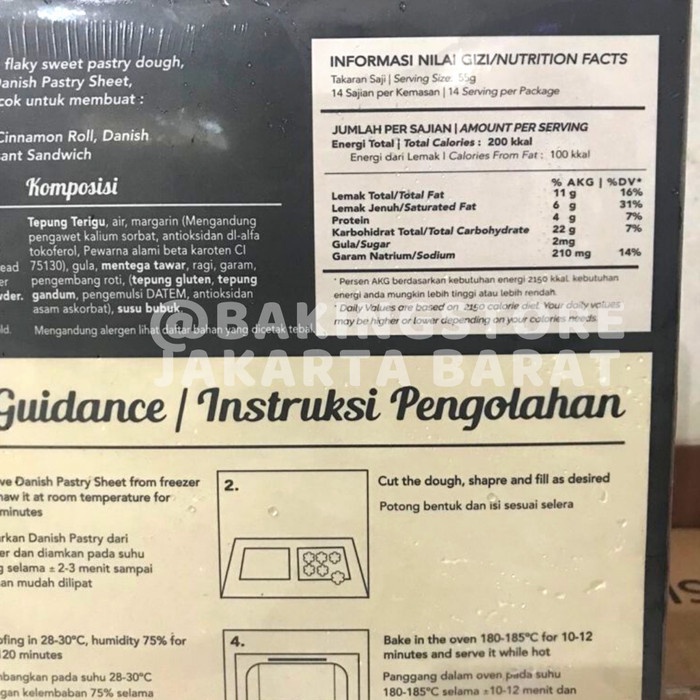 flaky sweet pastry dough,
anish Pastry Sheet,
cok untuk membuat :
Cinnamon Roll, Danish
ant Sandwich
Komposisi
Tepung Terigu, air, margarin (Mengandung
pengawet kalium sorbat, antioksidan dl-alfa
tokoferol, Pewarna alami beta karoten CI
ead 75130), gula, mentega tawar, ragi, garam,
er pengembang roti, (tepung gluten, tepung
der. gandum, pengemulsi DATEM, antioksidan
asam askorbat), susu bubuk
ld. Mengandung alergen lihat daftar bahan yang dicetak tebal
INFORMASI NILAI GIZI/NUTRITION FACTS
Takaran Saji | Serving Size: 55g
14 Sajian per Kemasan | 14 Serving per Package
JUMLAH PER SAJIAN | AMOUNT PER SERVING
Energi Total | Total Calories : 200 kkal
Energi dari Lemak | Calories From Fat : 100 kkal
% AKG | %DV*
Lemak Total/Total Fat 11 g 16%
Lemak Jenuh/Saturated Fat 6 g 31%
Protein 4 g 7%
Karbohidrat Total/Total Carbohydrate 22 g 7%
Gula/Sugar 2mg
Garam Natrium/Sodium 210 mg 14%
* Persen AKG berdasarkan kebutuhan energi 2150 kkal. kebutuhan
energi anda mungkin lebih tinggi atau lebih rendah.
* Daily Values are based on 2150 calorie diet. Your daily values
may be higher or lower depending on your calories needs.
@BAKINGSTORE
JAKARTA BARAT
Guidance / Instruksi Pengolahan
ve Danish Pastry Sheet from freezer
haw it at room temperature for
minutes
arkan Danish Pastry dari
er dan diamkan pada suhu
g selama ± 2-3 menit sampai
an mudah dilipat
2.
Cut the dough, shapre and fill as desired
Potong bentuk dan isi sesuai selera
ofing in 28-30°C, humidity 75% for
120 minutes
mbangkan pada suhu 28-30°C
gan kelembaban 75% selama
4.
Bake in the oven 180-185°C for 10-12
minutes and serve it while hot
Panggang dalam oven pada suhu
180-185°C selama ±10-12 menit dan